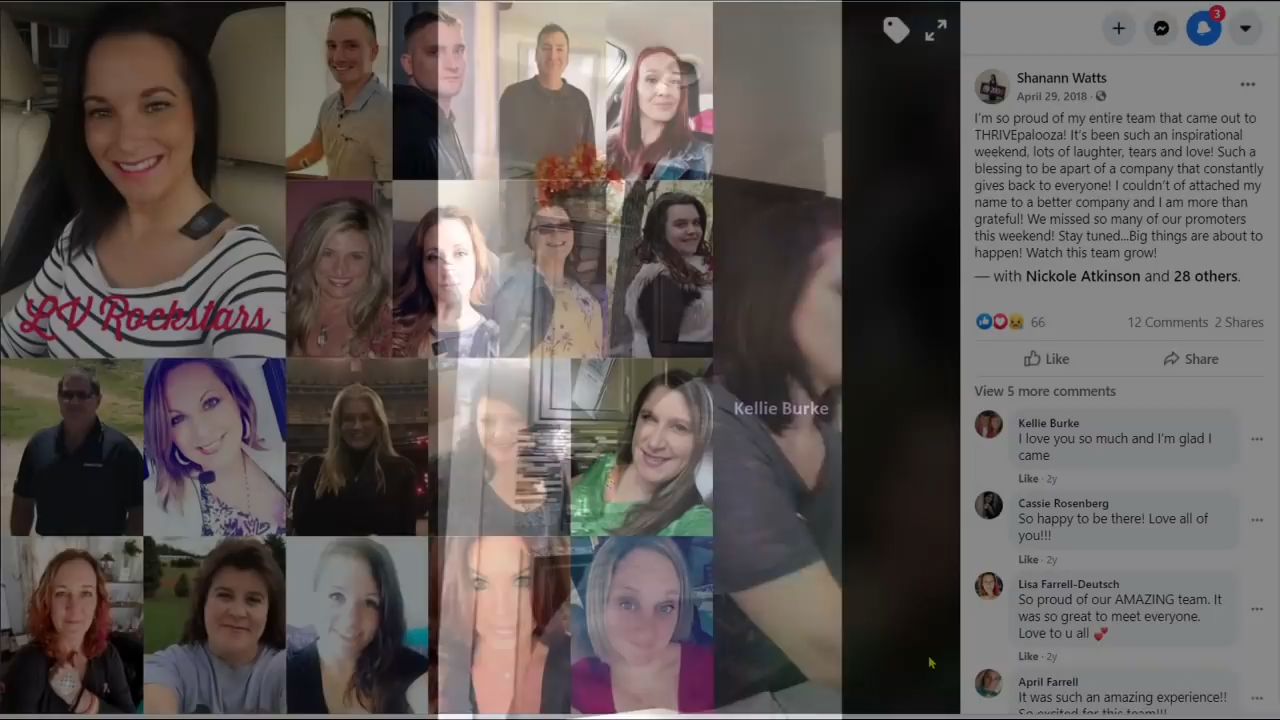 LV Rockstars
Kellie Burke
3
Shanann Watts
April 29, 2018 ·
I'm so proud of my entire team that came out to
THRIVEpalooza! It's been such an inspirational
weekend, lots of laughter, tears and love! Such a
blessing to be apart of a company that constantly
gives back to everyone! I couldn't of attached my
name to a better company and I am more than
grateful! We missed so many of our promoters
this weekend! Stay tuned...Big things are about to
happen! Watch this team grow!
— with Nickole Atkinson and 28 others.
66 12 Comments 2 Shares
Like Share
View 5 more comments
Kellie Burke
I love you so much and I'm glad I
came
Like · 2y
Cassie Rosenberg
So happy to be there! Love all of
you!!!
Like · 2y
Lisa Farrell-Deutsch
So proud of our AMAZING team. It
was so great to meet everyone.
Love to u all 💕
Like · 2y
April Farrell
It was such an amazing experience!!
So excited for this team!!!